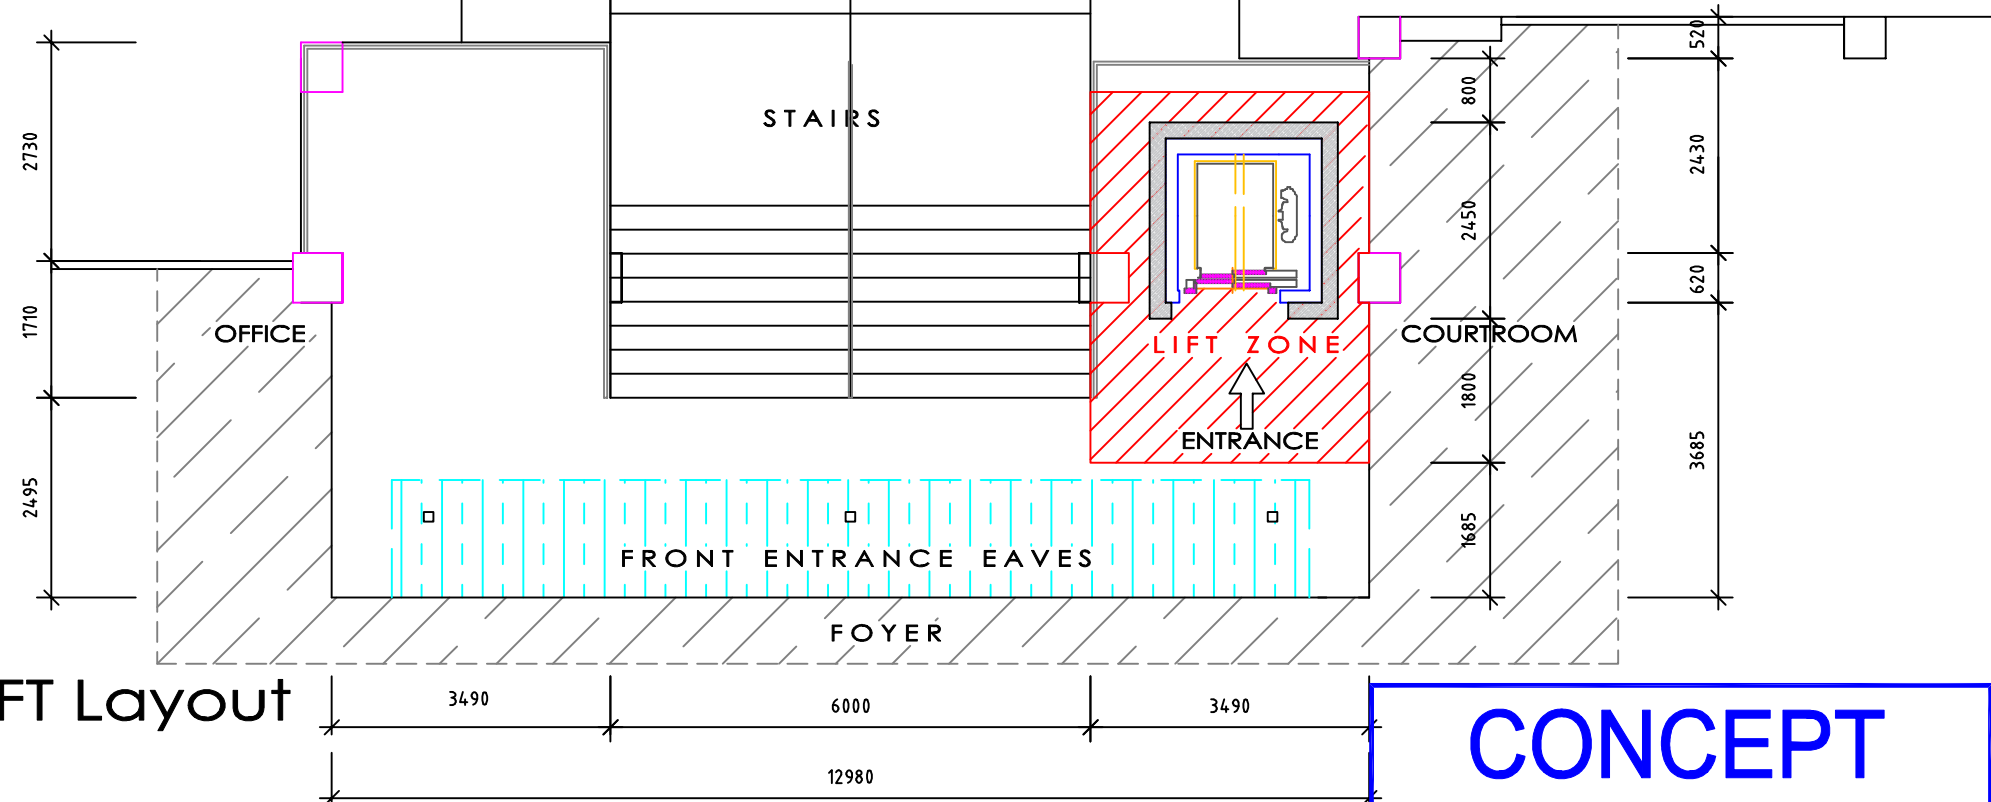 520
800
STAIRS
2730
2430
2450
620
1710
OFFICE
LIFT ZONE
COURTROOM
1800
ENTRANCE
3685
2495
1685
FRONT ENTRANCE EAVES
FOYER
FT Layout
3490
6000
3490
CONCEPT
12980